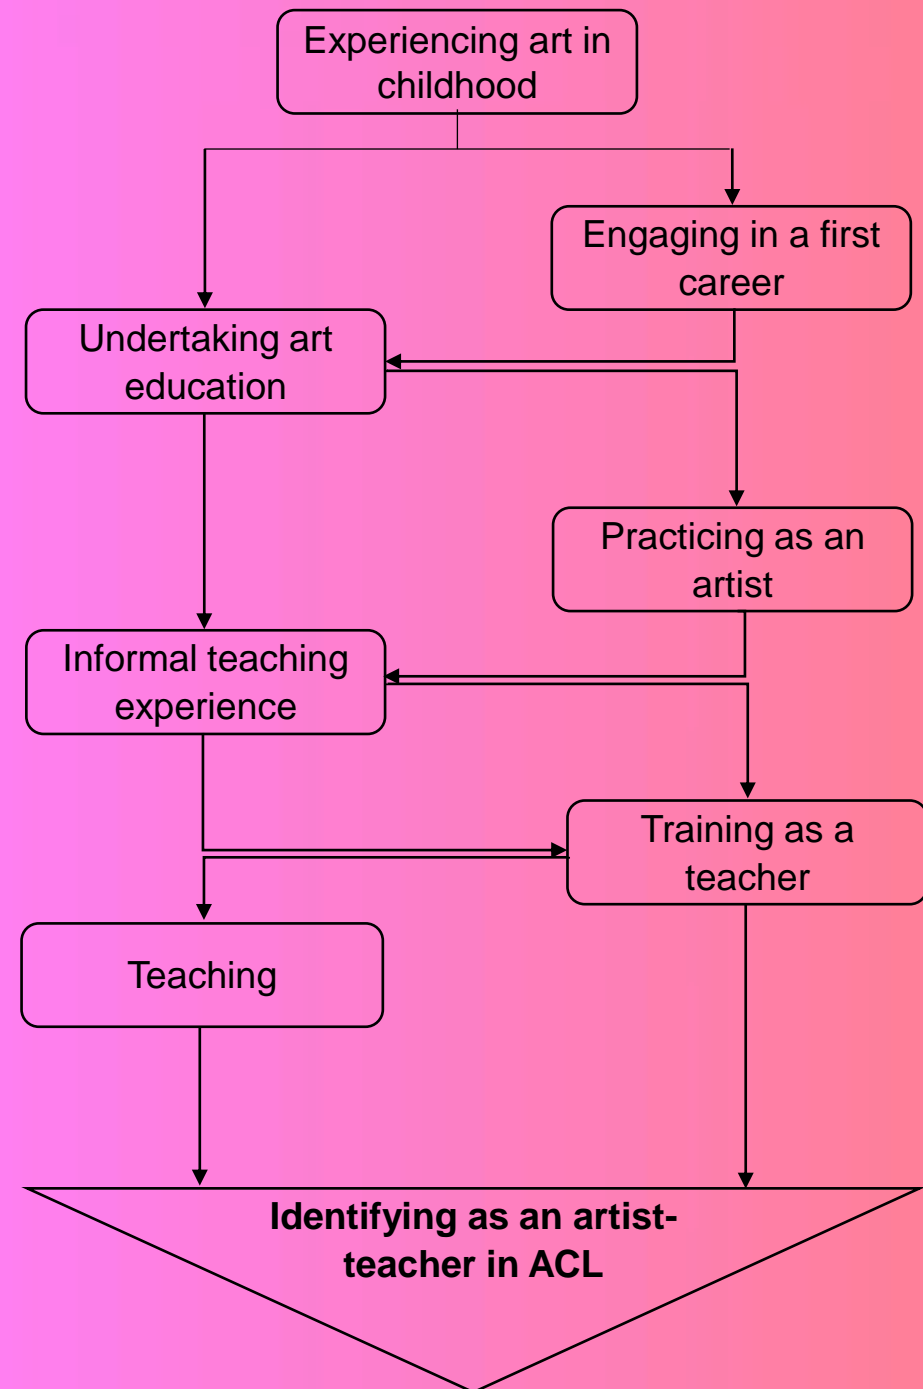 Experiencing art in
childhood
Engaging in a first
career
Undertaking art
education
Practicing as an
artist
Informal teaching
experience
Training as a
teacher
Teaching
Identifying as an artist-
teacher in ACL